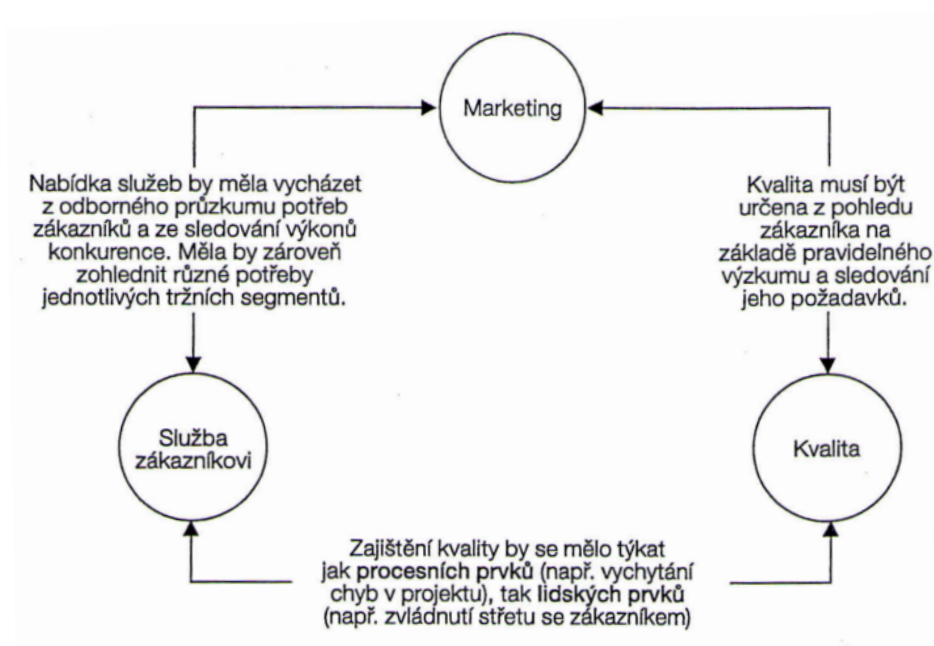 Marketing
Nabídka služeb by měla vycházet
z odborného průzkumu potřeb
zákazníků a ze sledování výkonů
konkurence. Měla by zároveň
zohlednit různé potřeby
jednotlivých tržních segmentů.
Kvalita musí být
určena z pohledu
zákazníka na
základě pravidelného
výzkumu a sledování
jeho požadavků.
Služba
zákazníkovi
Kvalita
Zajištění kvality by se mělo týkat
jak procesních prvků (např. vychytání
chyb v projektu), tak lidských prvků
(např. zvládnutí střetu se zákazníkem)